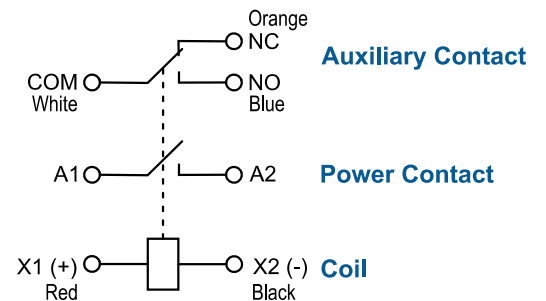 Orange
NC
Auxiliary Contact
COM
White
NO
Blue
A1
A2
Power Contact
X1 (+)
Red
X2 (-)
Black
Coil